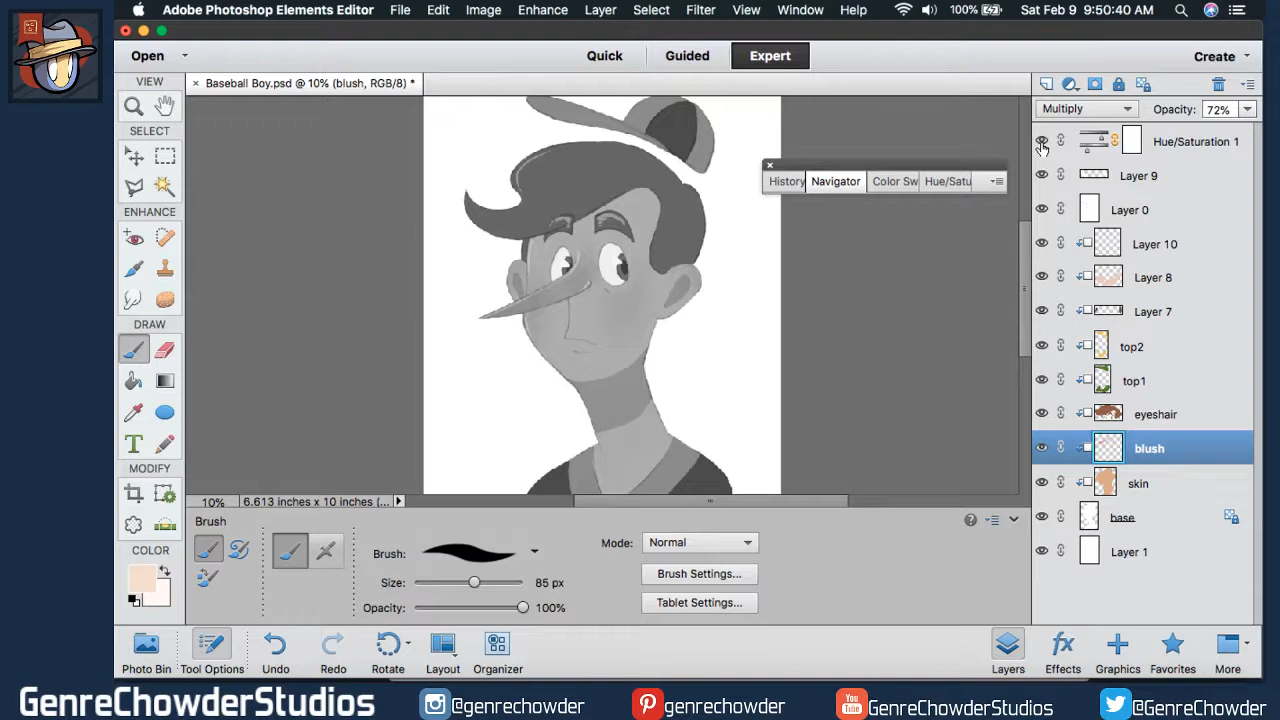 Adobe Photoshop Elements Editor File Edit Image Enhance Layer Select Filter View Window Help 100% Sat Feb 9 9:50:40 AM
Open Quick Guided Expert Create
VIEW
× Baseball Boy.psd @ 10% (blush, RGB/8) *
Multiply Opacity: 72%
SELECT
Hue/Saturation 1
History Navigator Color Sw Hue/Satu
Layer 9
ENHANCE
Layer 0
Layer 10
Layer 8
Layer 7
DRAW
top2
top1
eyeshair
T
blush
MODIFY
skin
10% 6.613 inches x 10 inches (...
base
Brush
Layer 1
COLOR
Brush:
Mode: Normal
Size: 85 px
Brush Settings...
Opacity: 100%
Tablet Settings...
fx
Photo Bin Tool Options Undo Redo Rotate Layout Organizer Layers Effects Graphics Favorites More
GenreChowderStudios @genrechowder genrechowder GenreChowderStudios @GenreChowder